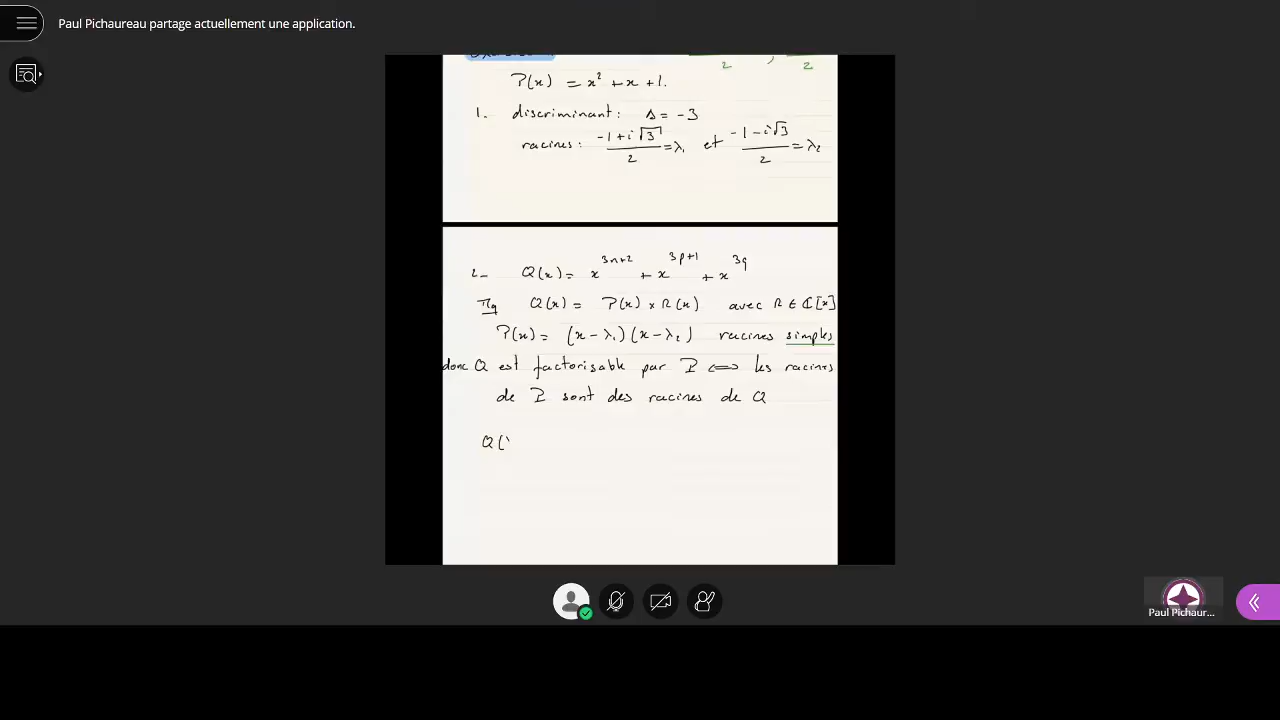 Paul Pichaureau partage actuellement une application.
2 , 2
P(x) = x² + x + 1.
1. discriminant : Δ = -3
racines : (-1 + i√3)/2 = λ₁ et (-1 - i√3)/2 = λ₂
2- Q(x) = x^{3n+2} + x^{3p+1} + x^{3q}
Mq Q(x) = P(x) × R(x) avec R ∈ ℂ[x]
P(x) = (x - λ₁)(x - λ₂) racines simples
donc Q est factorisable par P ⟺ les racines
de P sont des racines de Q
Q(
Paul Pichaur...